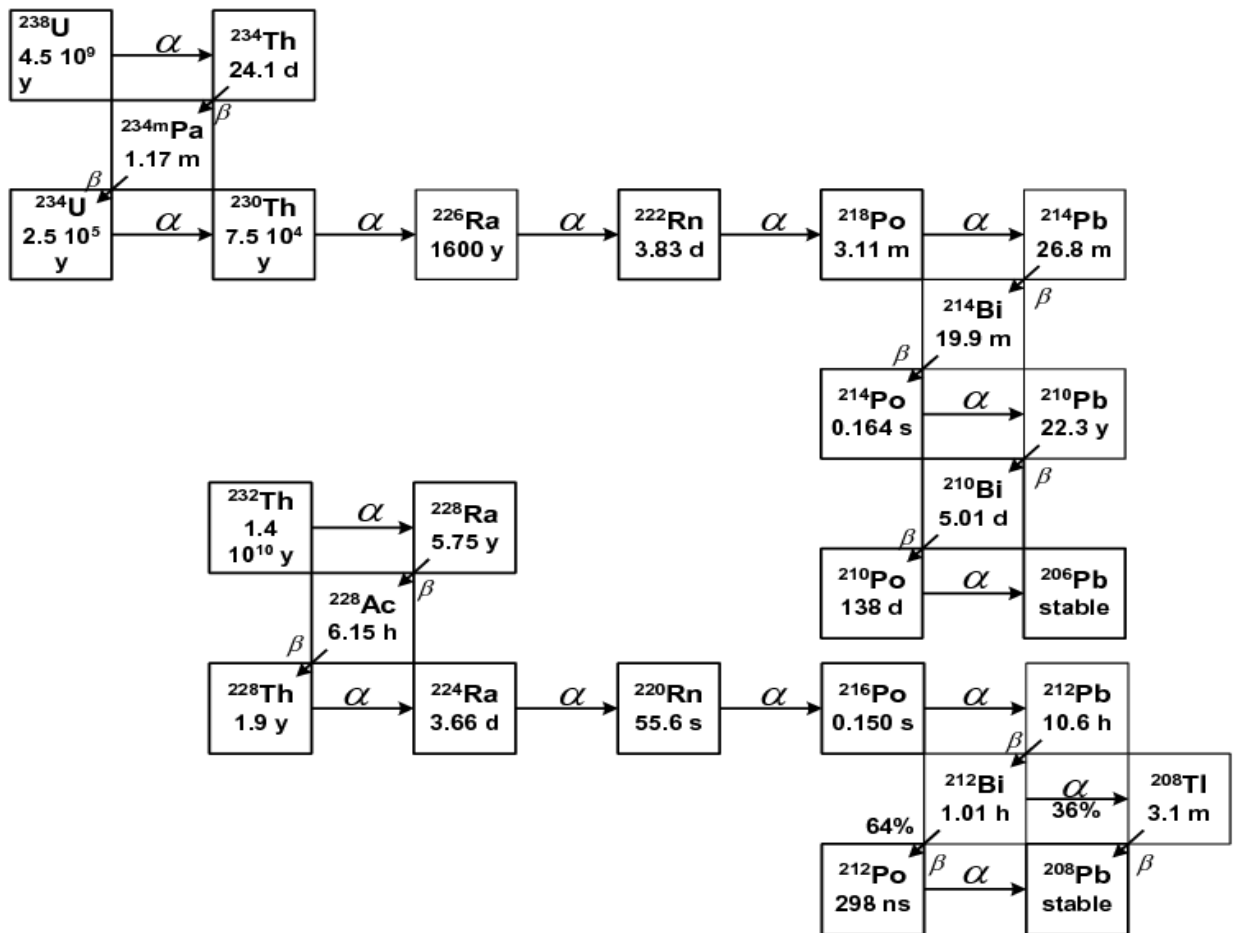 ²³⁸U
4.5 10⁹
y
α
²³⁴Th
24.1 d
β
²³⁴ᵐPa
1.17 m
β
²³⁴U
2.5 10⁵
y
α
²³⁰Th
7.5 10⁴
y
α
²²⁶Ra
1600 y
α
²²²Rn
3.83 d
α
²¹⁸Po
3.11 m
α
²¹⁴Pb
26.8 m
β
²¹⁴Bi
19.9 m
β
²¹⁴Po
0.164 s
α
²¹⁰Pb
22.3 y
β
²¹⁰Bi
5.01 d
β
²¹⁰Po
138 d
α
²⁰⁶Pb
stable
²³²Th
1.4
10¹⁰ y
α
²²⁸Ra
5.75 y
β
²²⁸Ac
6.15 h
β
²²⁸Th
1.9 y
α
²²⁴Ra
3.66 d
α
²²⁰Rn
55.6 s
α
²¹⁶Po
0.150 s
α
²¹²Pb
10.6 h
β
²¹²Bi
1.01 h
α
36%
²⁰⁸Tl
3.1 m
64%
β
β
²¹²Po
298 ns
α
²⁰⁸Pb
stable